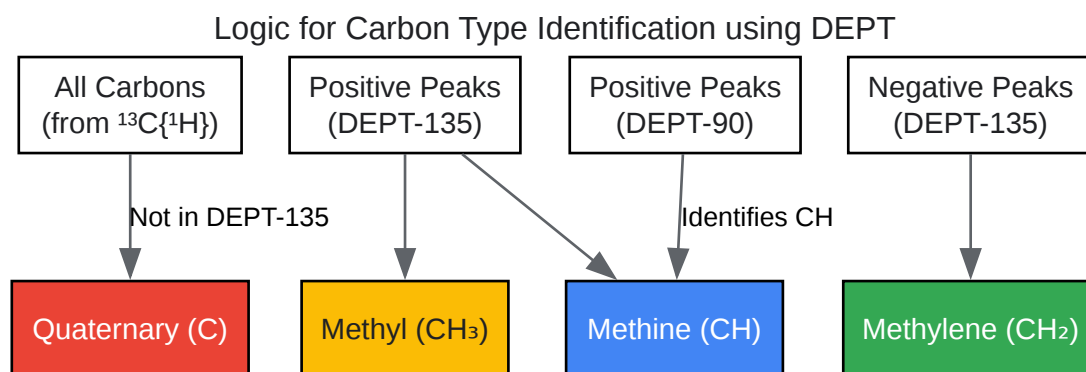 Logic for Carbon Type Identification using DEPT
All Carbons
(from ¹³C{¹H})
Positive Peaks
(DEPT-135)
Positive Peaks
(DEPT-90)
Negative Peaks
(DEPT-135)
Not in DEPT-135
Identifies CH
Quaternary (C)
Methyl (CH₃)
Methine (CH)
Methylene (CH₂)